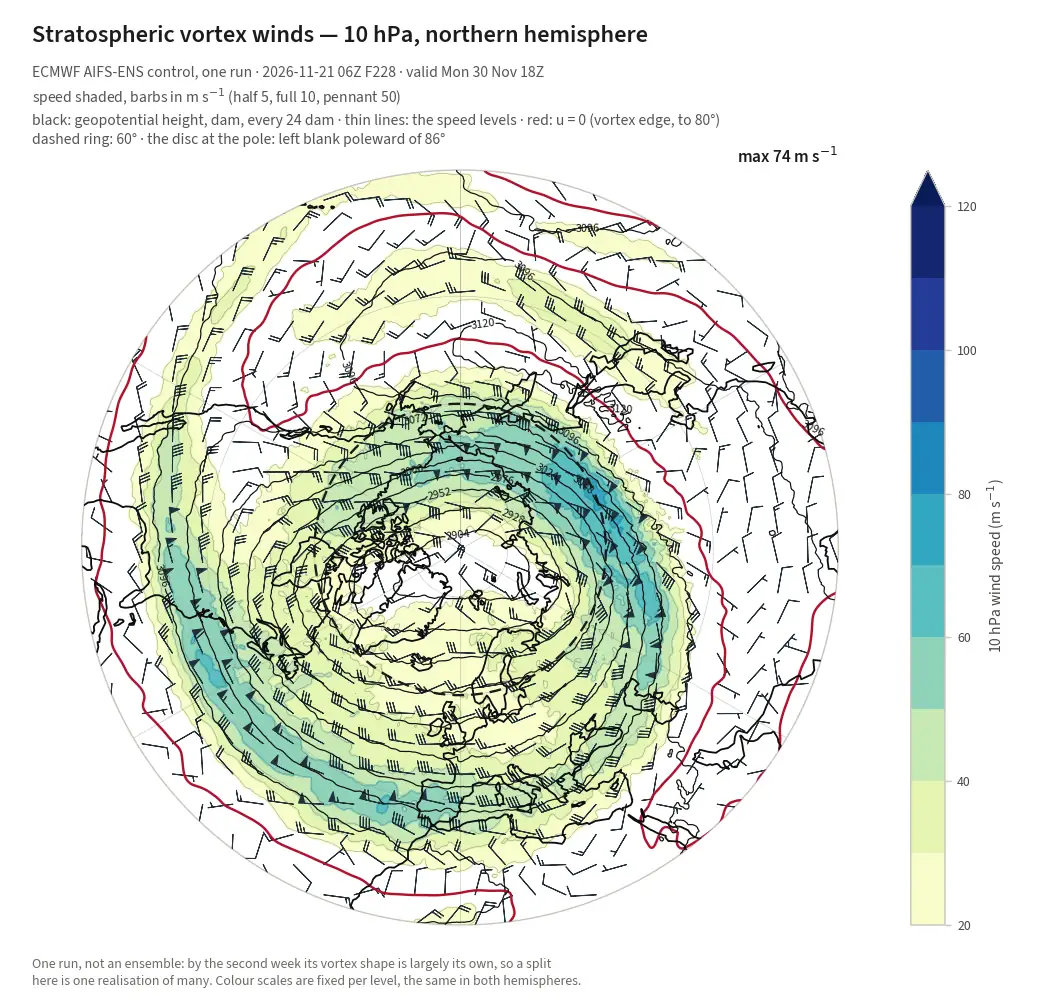 Stratospheric vortex winds — 10 hPa, northern hemisphere
ECMWF AIFS-ENS control, one run · 2026-11-21 06Z F228 · valid Mon 30 Nov 18Z
speed shaded, barbs in m s⁻¹ (half 5, full 10, pennant 50)
black: geopotential height, dam, every 24 dam · thin lines: the speed levels · red: u = 0 (vortex edge, to 80°)
dashed ring: 60° · the disc at the pole: left blank poleward of 86°
max 74 m s⁻¹
120
100
80
60
40
20
10 hPa wind speed (m s⁻¹)
3096
3096
3120
3120
3096
2952
2904
3096
One run, not an ensemble: by the second week its vortex shape is largely its own, so a split
here is one realisation of many. Colour scales are fixed per level, the same in both hemispheres.